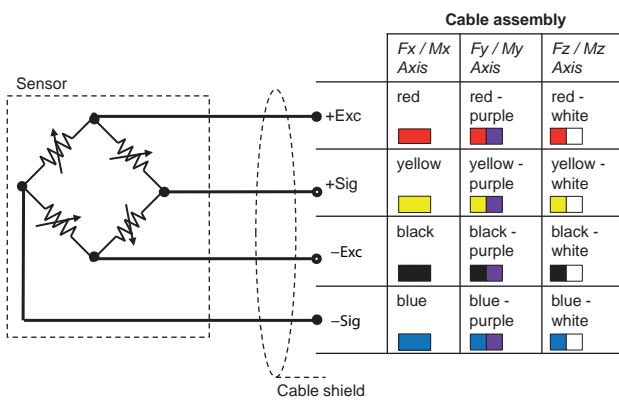 Cable assembly
Fx / Mx Axis
Fy / My Axis
Fz / Mz Axis
Sensor
+Exc
red
red - purple
red - white
+Sig
yellow
yellow - purple
yellow - white
–Exc
black
black - purple
black - white
–Sig
blue
blue - purple
blue - white
Cable shield